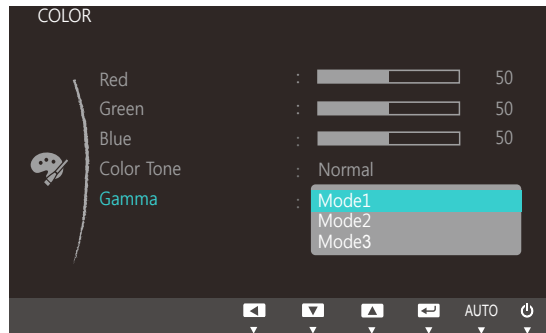 COLOR
Red : 50
Green : 50
Blue : 50
Color Tone : Normal
Gamma : Mode1
Mode2
Mode3
AUTO